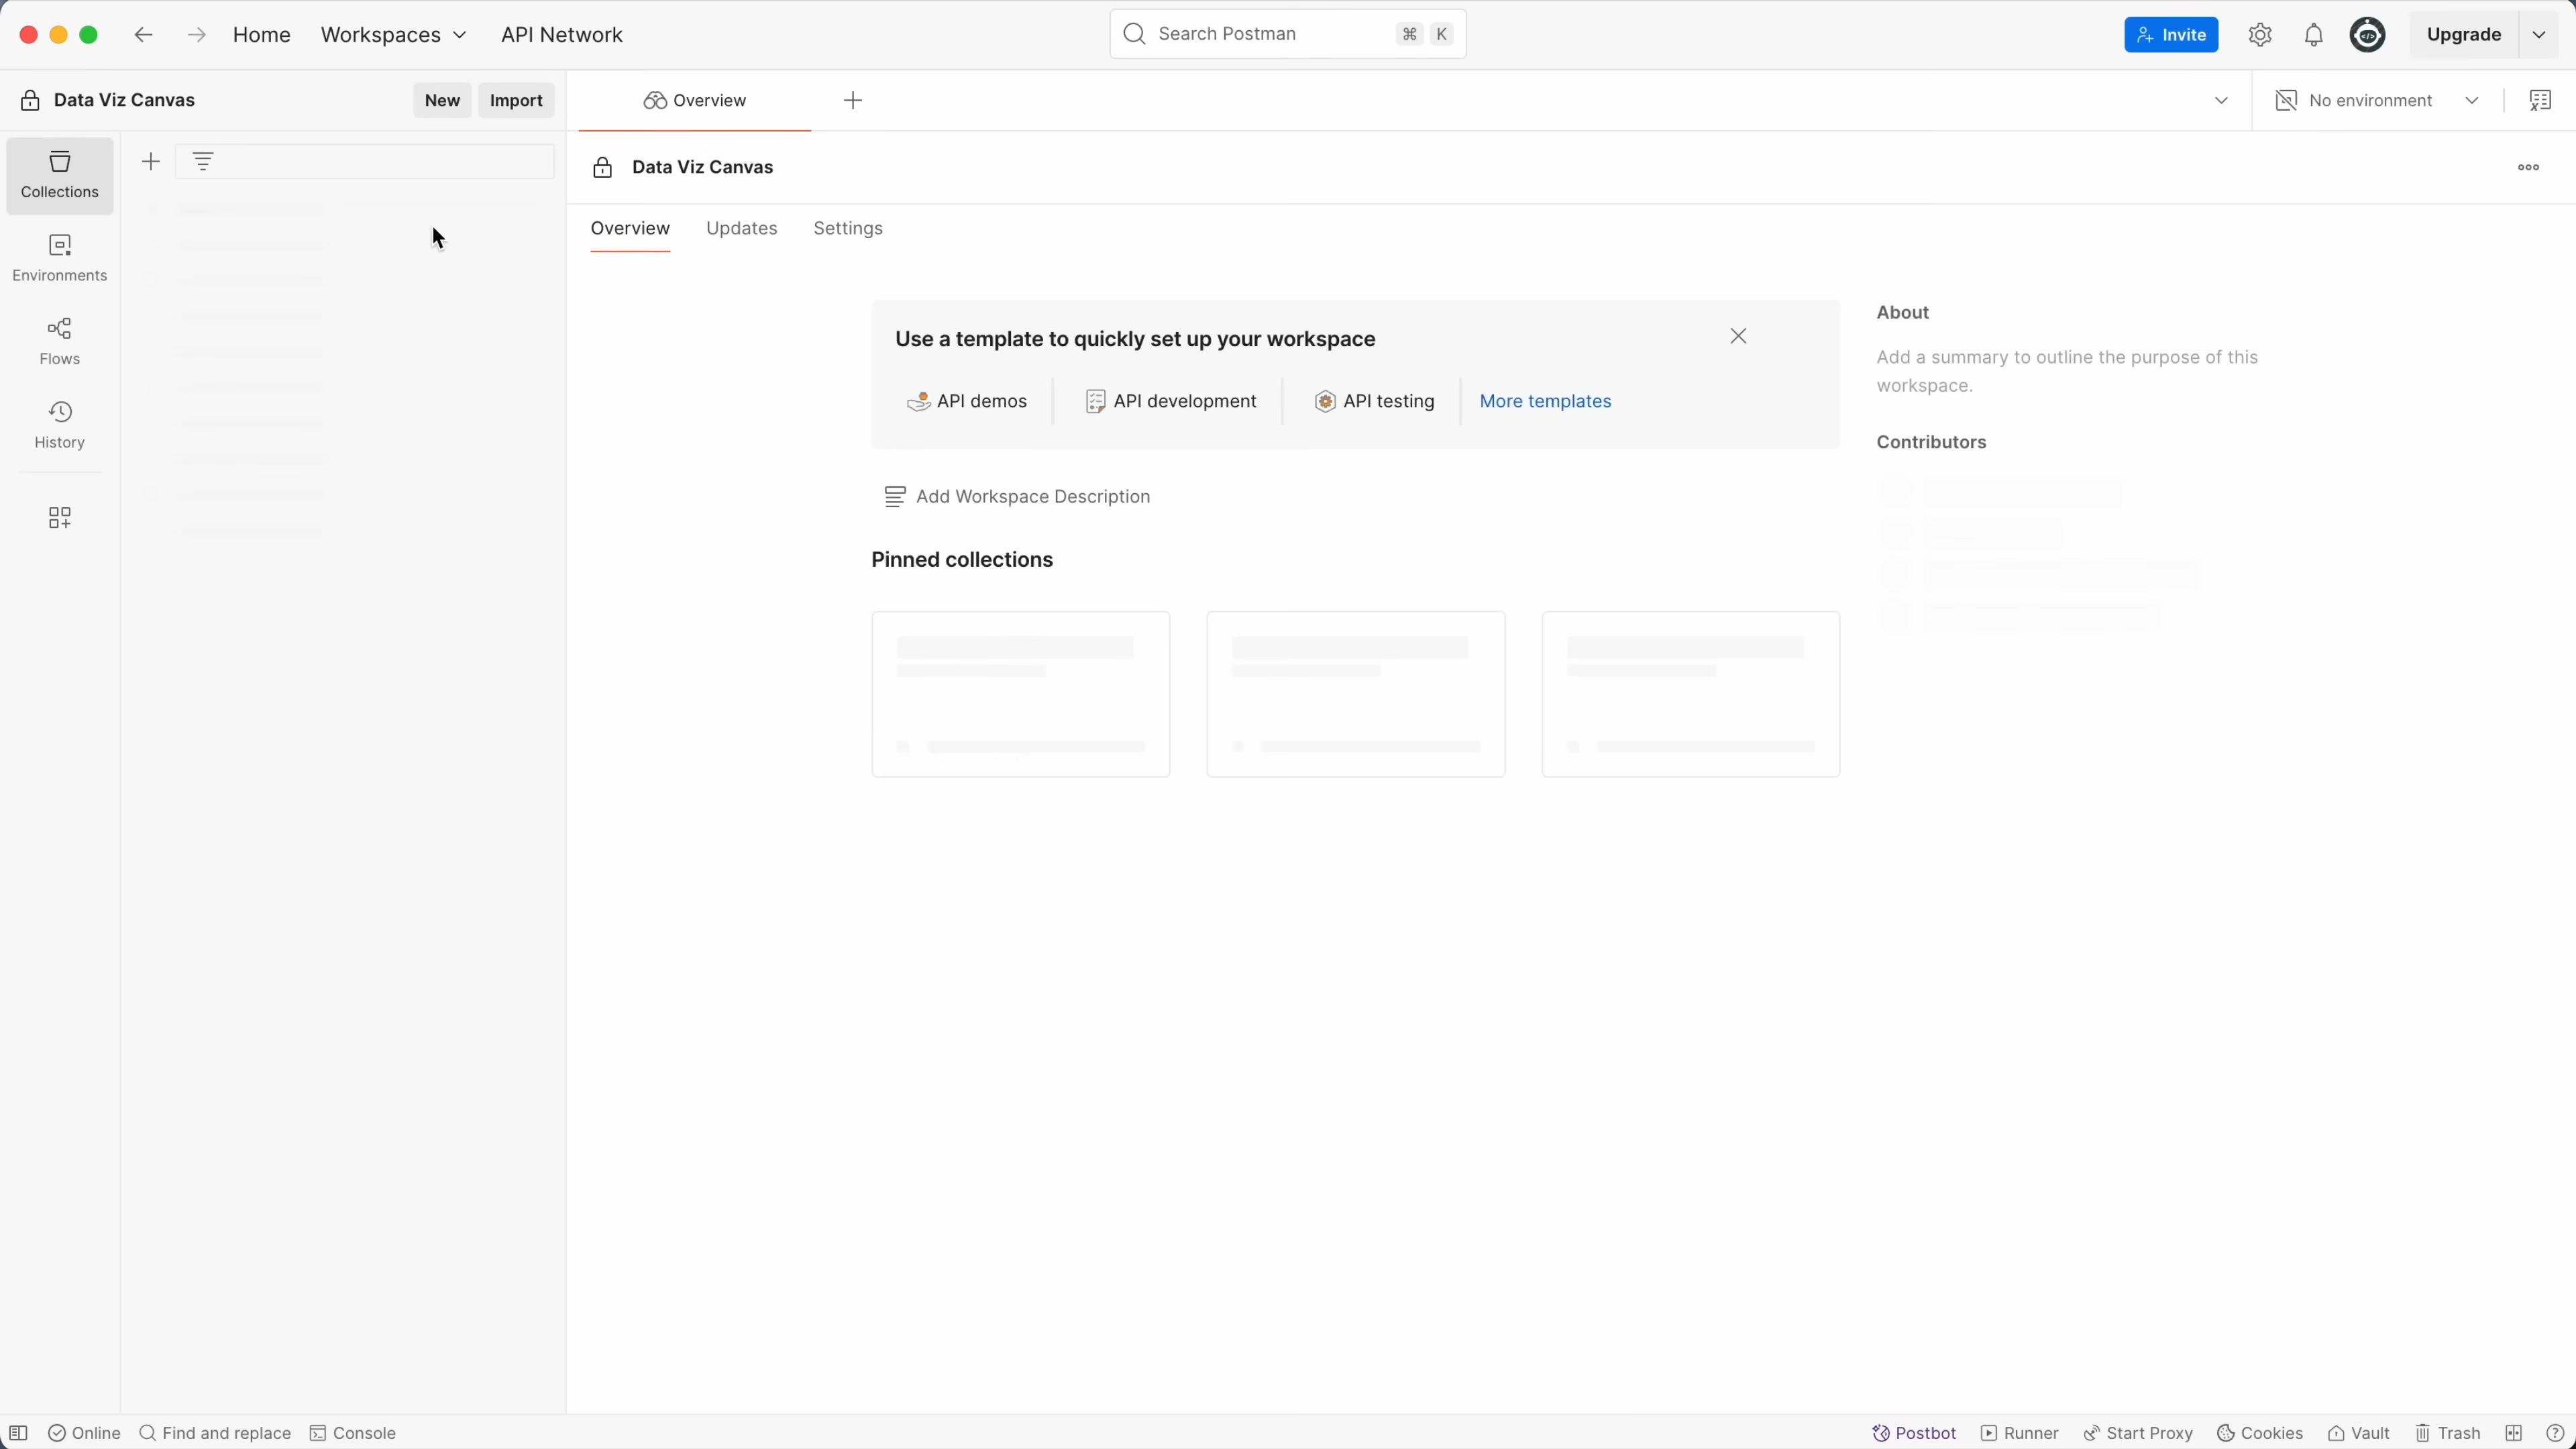 Home Workspaces API Network
Search Postman ⌘ K
Invite
Upgrade
Data Viz Canvas
New Import
Overview
No environment
Collections
Environments
Flows
History
Data Viz Canvas
Overview Updates Settings
Use a template to quickly set up your workspace
API demos API development API testing More templates
Add Workspace Description
Pinned collections
About
Add a summary to outline the purpose of this
workspace.
Contributors
Online Find and replace Console
Postbot Runner Start Proxy Cookies Vault Trash